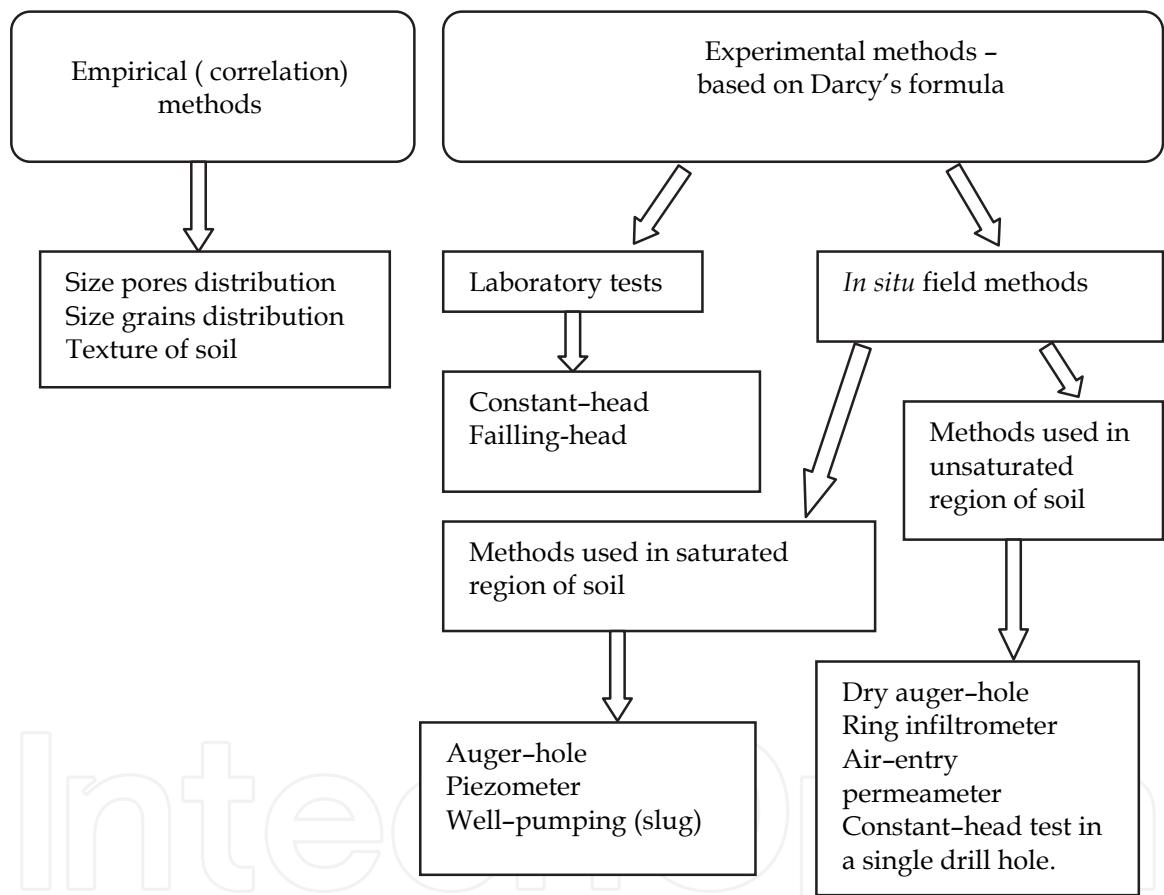 Empirical ( correlation)
methods
Experimental methods –
based on Darcy's formula
Size pores distribution
Size grains distribution
Texture of soil
Laboratory tests
In situ field methods
Constant–head
Failling-head
Methods used in
unsaturated
region of soil
Methods used in saturated
region of soil
Auger–hole
Piezometer
Well–pumping (slug)
Dry auger–hole
Ring infiltrometer
Air–entry
permeameter
Constant–head test in
a single drill hole.